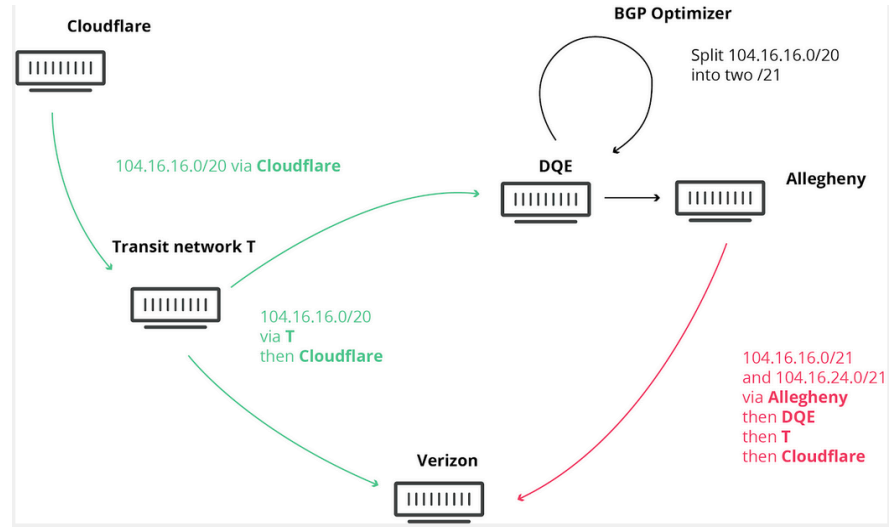 BGP Optimizer
Cloudflare
Split 104.16.16.0/20
into two /21
104.16.16.0/20 via Cloudflare
DQE
Allegheny
Transit network T
104.16.16.0/20
via T
then Cloudflare
104.16.16.0/21
and 104.16.24.0/21
via Allegheny
then DQE
then T
then Cloudflare
Verizon